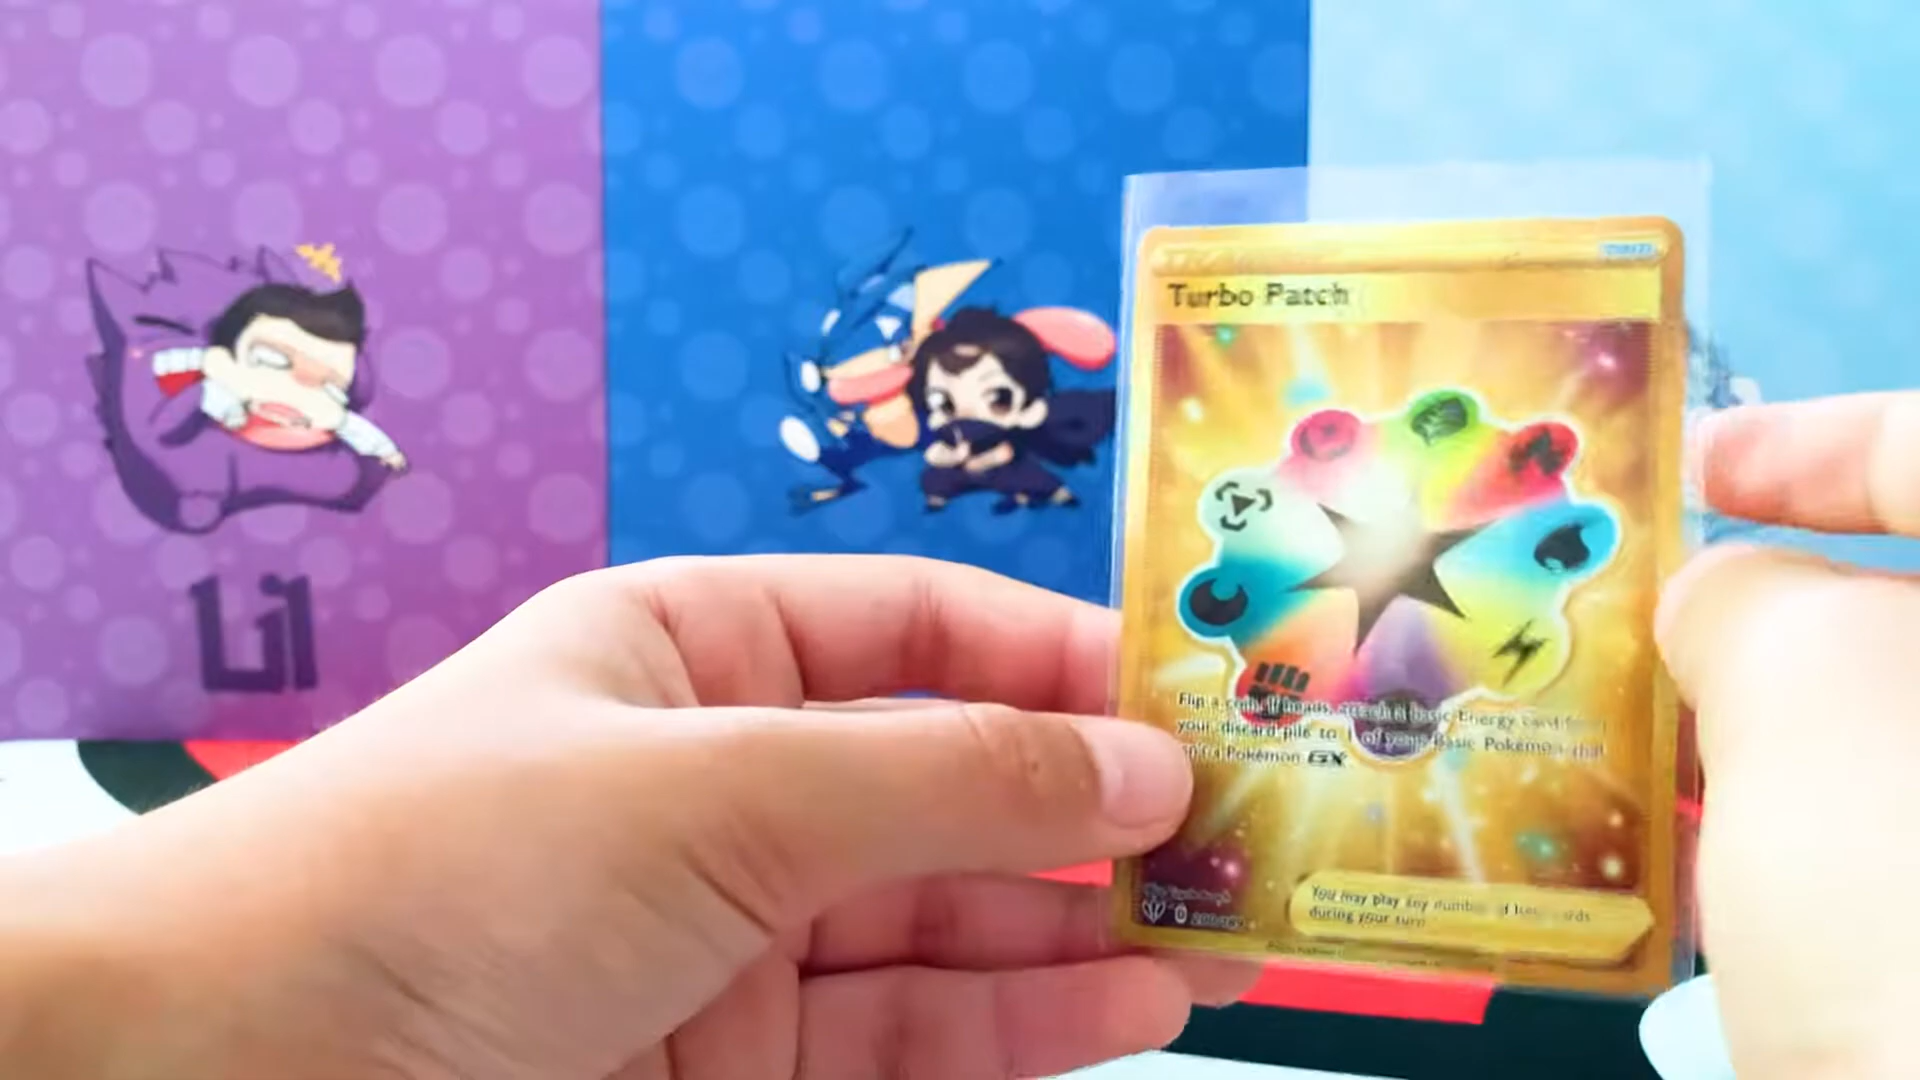 Turbo Patch
Flip a coin. If heads, attach a basic Energy card from
your discard pile to 1 of your Basic Pokémon that
isn't a Pokémon GX
You may play any number of Item cards
during your turn.
Lil